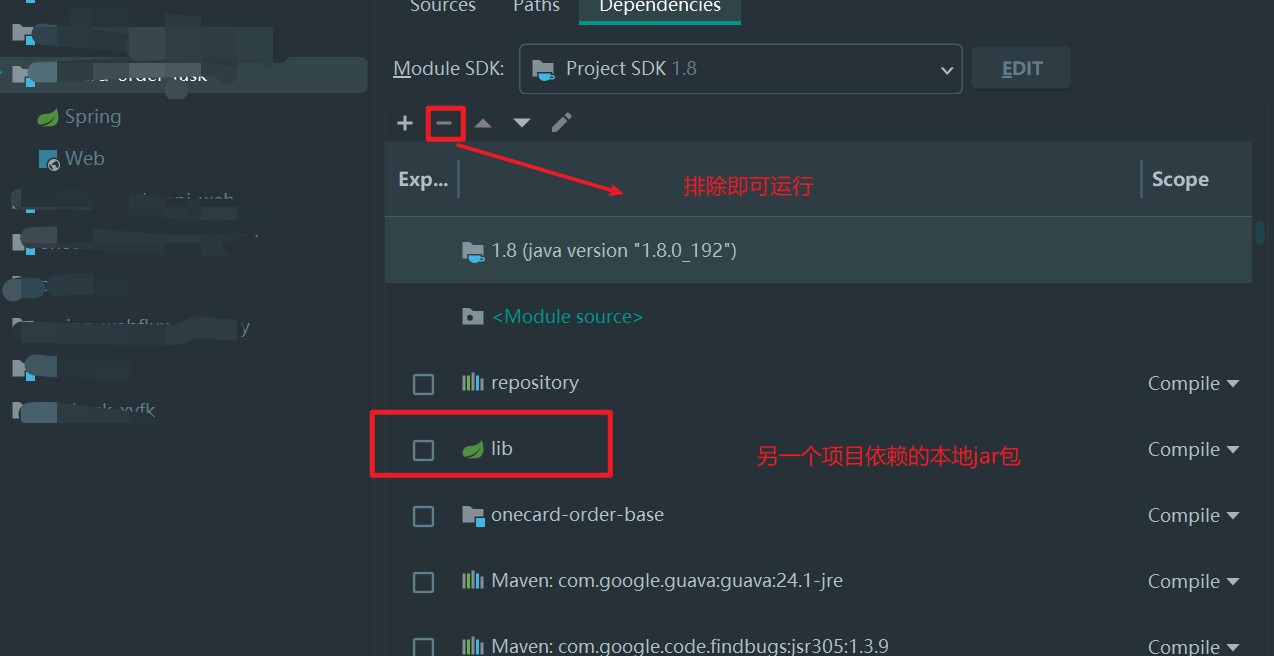 Sources Paths Dependencies
Module SDK: Project SDK 1.8 EDIT
Spring
Web
Exp... Scope
排除即可运行
1.8 (java version "1.8.0_192")
<Module source>
repository Compile
lib Compile
另一个项目依赖的本地jar包
onecard-order-base Compile
Maven: com.google.guava:guava:24.1-jre Compile
Maven: com.google.code.findbugs:jsr305:1.3.9 Compile